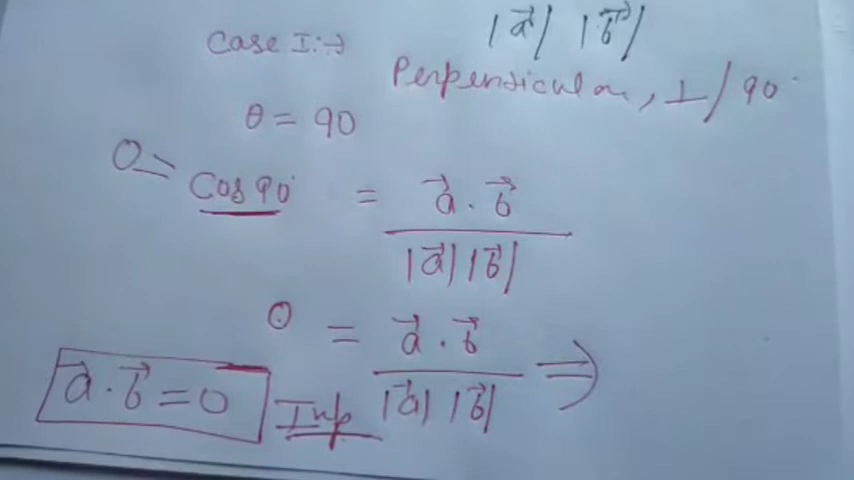 |a⃗| |b⃗|
Case I :→
Perpendicular, ⊥/90°
θ = 90
0 = Cos 90° = a⃗ . b⃗ / |a⃗| |b⃗|
0 = a⃗ . b⃗ / |a⃗| |b⃗| ⇒
a⃗ . b⃗ = 0 Imp